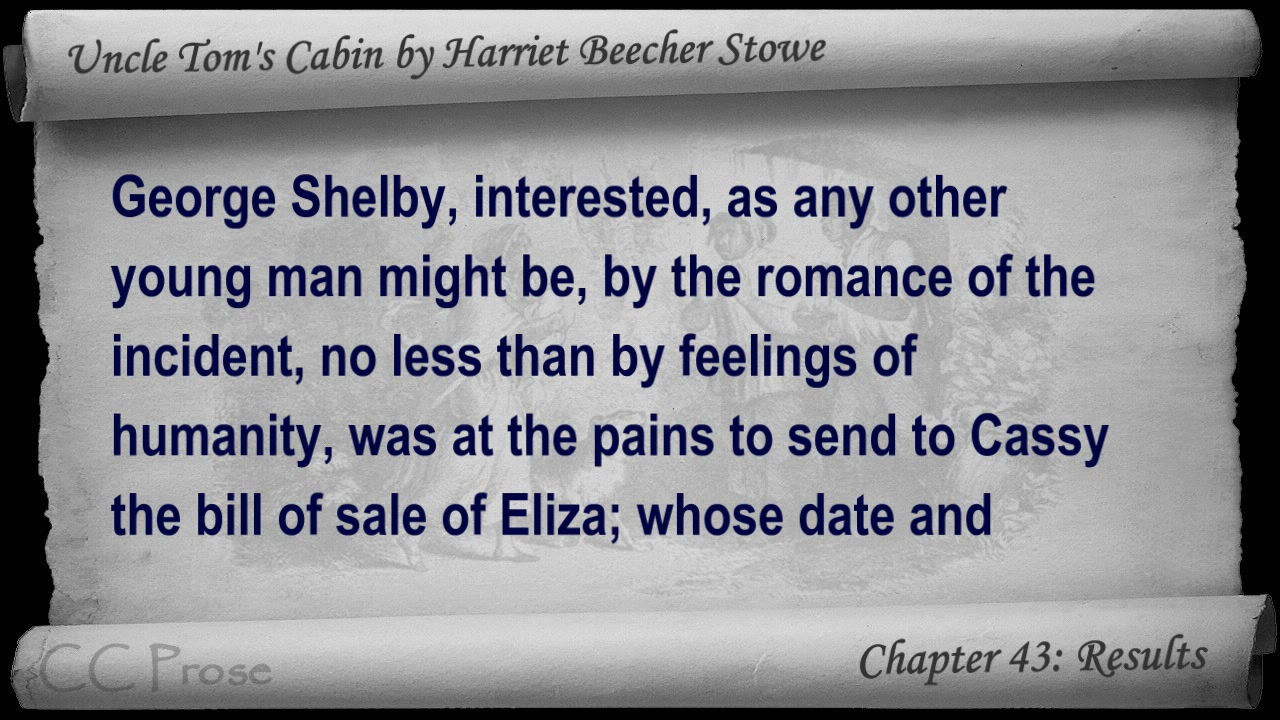 Uncle Tom's Cabin by Harriet Beecher Stowe
George Shelby, interested, as any other
young man might be, by the romance of the
incident, no less than by feelings of
humanity, was at the pains to send to Cassy
the bill of sale of Eliza; whose date and
CC Prose
Chapter 43: Results